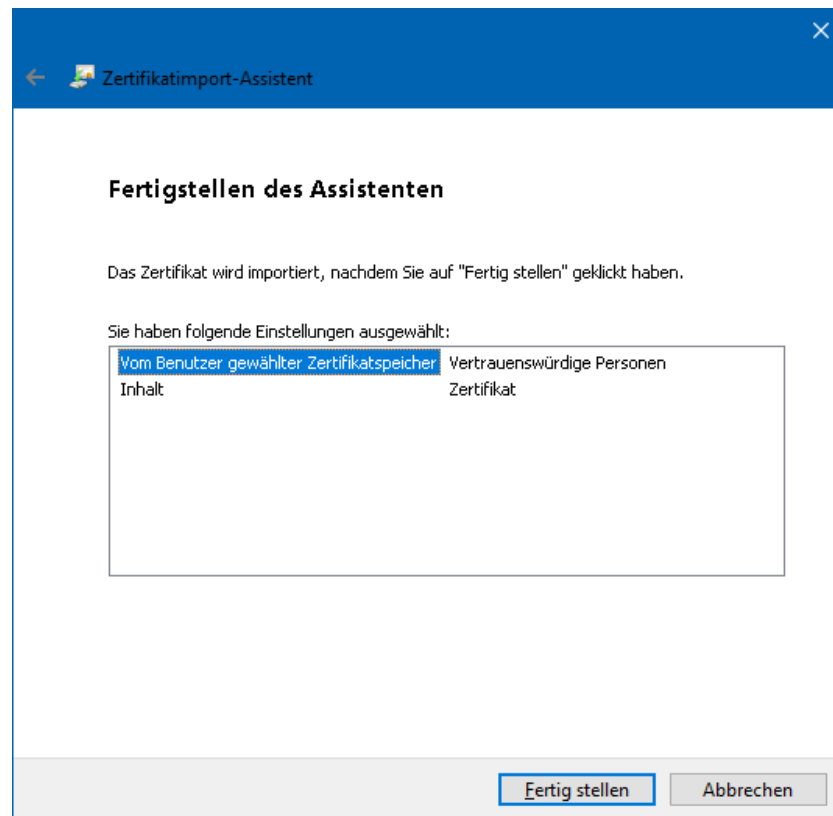 Zertifikatimport-Assistent
Fertigstellen des Assistenten
Das Zertifikat wird importiert, nachdem Sie auf "Fertig stellen" geklickt haben.
Sie haben folgende Einstellungen ausgewählt:
Vom Benutzer gewählter Zertifikatspeicher Vertrauenswürdige Personen
Inhalt Zertifikat
Fertig stellen Abbrechen